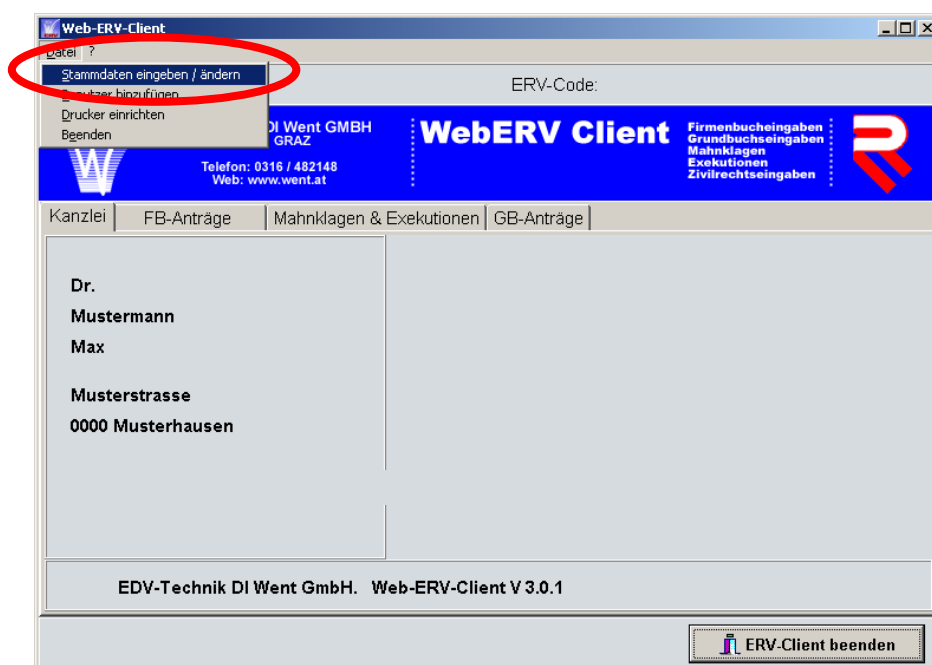 Web-ERV-Client
Datei ?
Stammdaten eingeben / ändern
Benutzer hinzufügen
Drucker einrichten
Beenden
ERV-Code:
DI Went GMBH
GRAZ
Telefon: 0316 / 482148
Web: www.went.at
WebERV Client
Firmenbucheingaben
Grundbuchseingaben
Mahnklagen
Exekutionen
Zivilrechtseingaben
Kanzlei
FB-Anträge
Mahnklagen & Exekutionen
GB-Anträge
Dr.
Mustermann
Max
Musterstrasse
0000 Musterhausen
EDV-Technik DI Went GmbH. Web-ERV-Client V 3.0.1
ERV-Client beenden